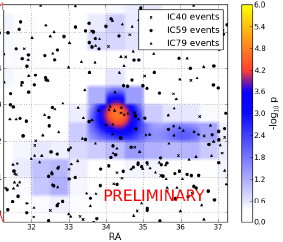 IC40 events
IC59 events
IC79 events
PRELIMINARY
32
33
34
35
36
37
RA
6.0
5.4
4.8
4.2
3.6
3.0
2.4
1.8
1.2
0.6
0.0
-log₁₀ p